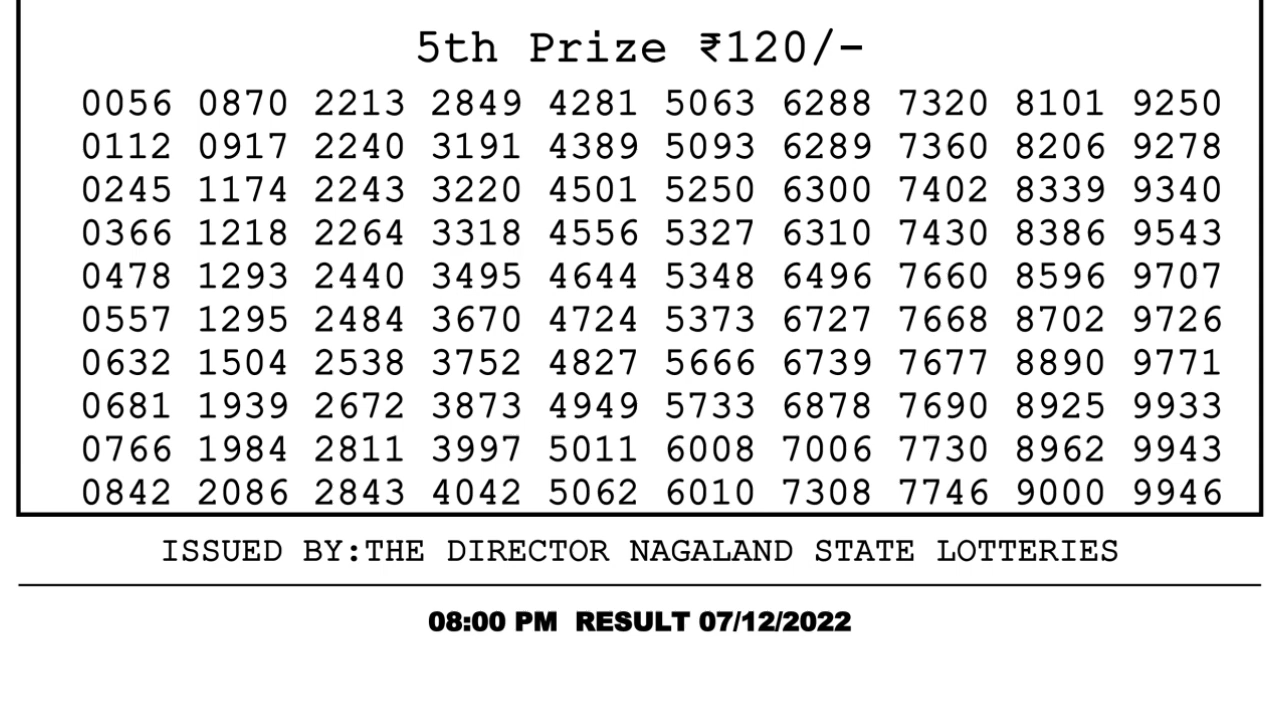 5th Prize ₹120/-
0056 0870 2213 2849 4281 5063 6288 7320 8101 9250
0112 0917 2240 3191 4389 5093 6289 7360 8206 9278
0245 1174 2243 3220 4501 5250 6300 7402 8339 9340
0366 1218 2264 3318 4556 5327 6310 7430 8386 9543
0478 1293 2440 3495 4644 5348 6496 7660 8596 9707
0557 1295 2484 3670 4724 5373 6727 7668 8702 9726
0632 1504 2538 3752 4827 5666 6739 7677 8890 9771
0681 1939 2672 3873 4949 5733 6878 7690 8925 9933
0766 1984 2811 3997 5011 6008 7006 7730 8962 9943
0842 2086 2843 4042 5062 6010 7308 7746 9000 9946
ISSUED BY:THE DIRECTOR NAGALAND STATE LOTTERIES
08:00 PM RESULT 07/12/2022